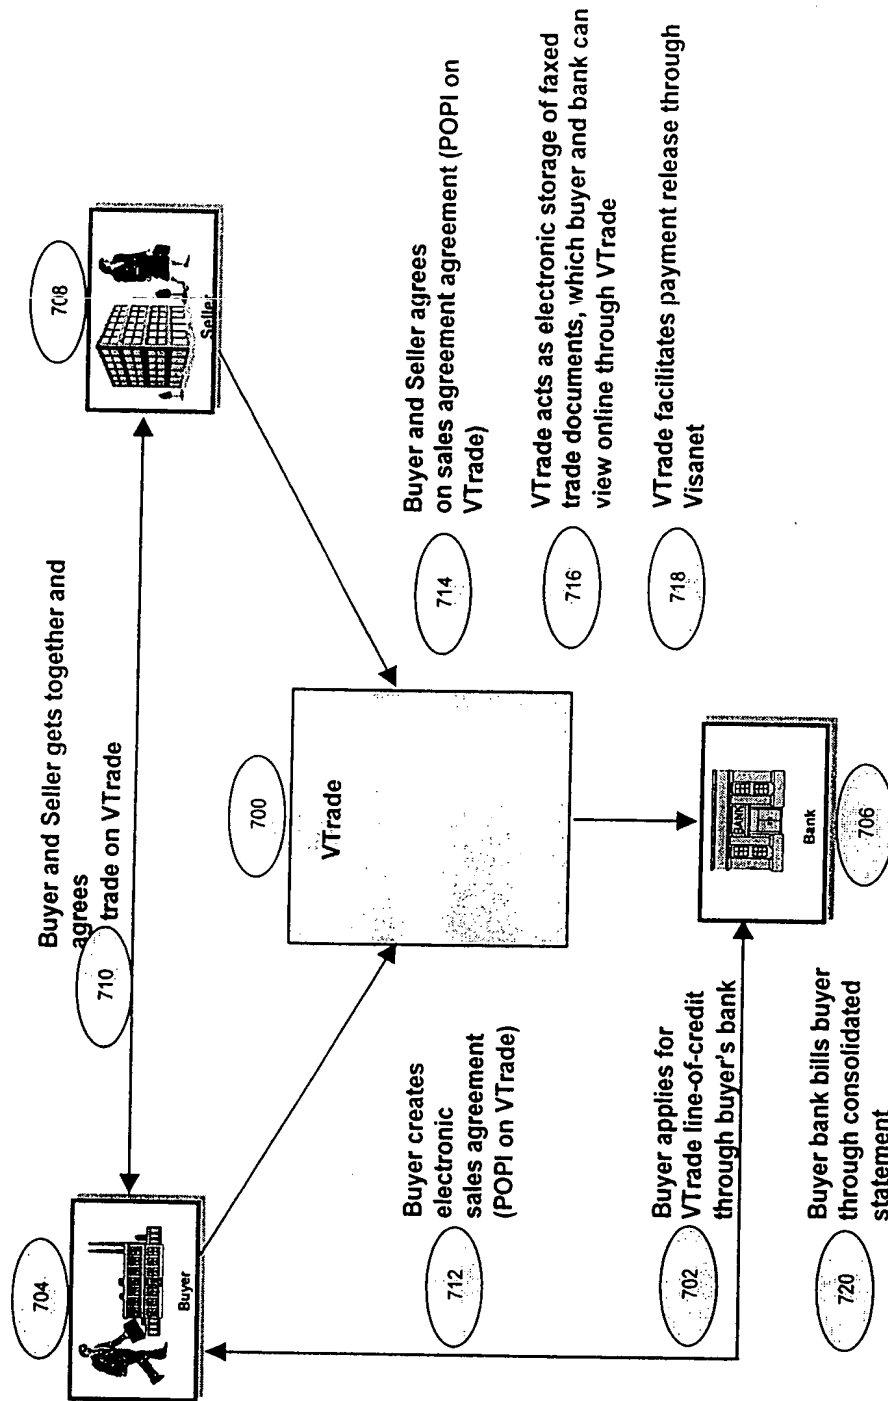 704
Buyer
Buyer and Seller gets together and
agrees
trade on VTrade
710
708
Seller
700
VTrade
712
Buyer creates
electronic
sales agreement
(POPI on VTrade)
714
Buyer and Seller agrees
on sales agreement (POPI on
VTrade)
716
VTrade acts as electronic storage of faxed
trade documents, which buyer and bank can
view online through VTrade
718
VTrade facilitates payment release through
Visanet
702
Buyer applies for
VTrade line-of-credit
through buyer's bank
BANK
Bank
706
720
Buyer bank bills buyer
through consolidated
statement